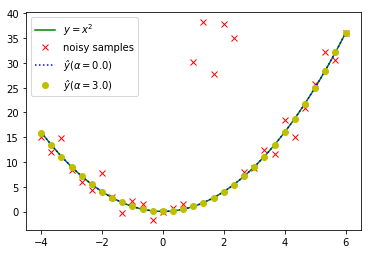 y = x²
noisy samples
ŷ(α = 0.0)
ŷ(α = 3.0)
40
35
30
25
20
15
10
5
0
−4 −2 0 2 4 6